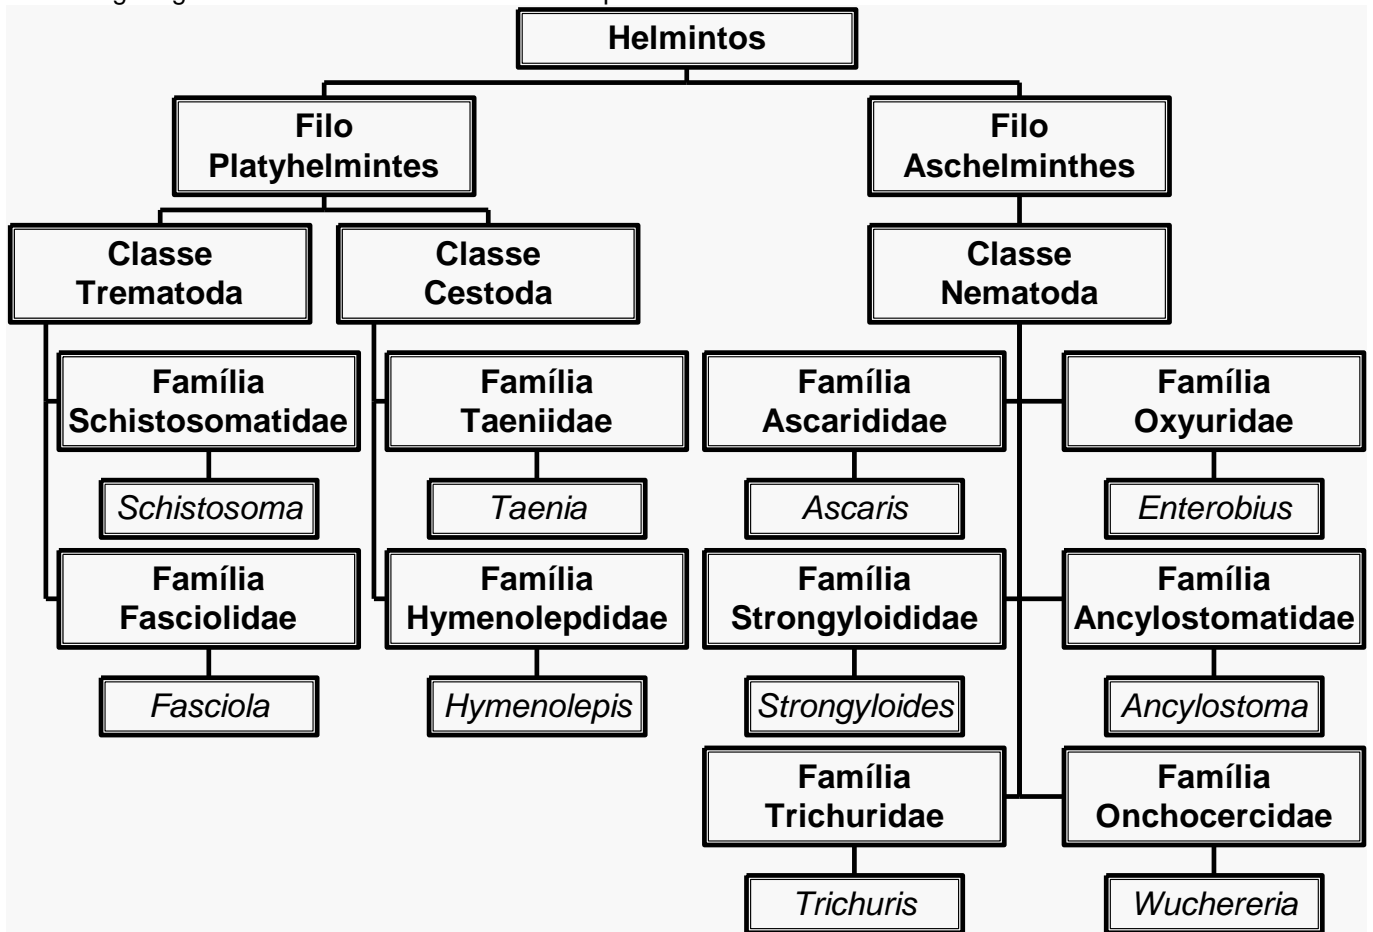 Helmintos
Filo
Platyhelmintes
Filo
Aschelminthes
Classe
Trematoda
Classe
Cestoda
Classe
Nematoda
Família
Schistosomatidae
Família
Taeniidae
Família
Ascarididae
Família
Oxyuridae
Schistosoma
Taenia
Ascaris
Enterobius
Família
Fasciolidae
Família
Hymenolepdidae
Família
Strongyloididae
Família
Ancylostomatidae
Fasciola
Hymenolepis
Strongyloides
Ancylostoma
Família
Trichuridae
Família
Onchocercidae
Trichuris
Wuchereria